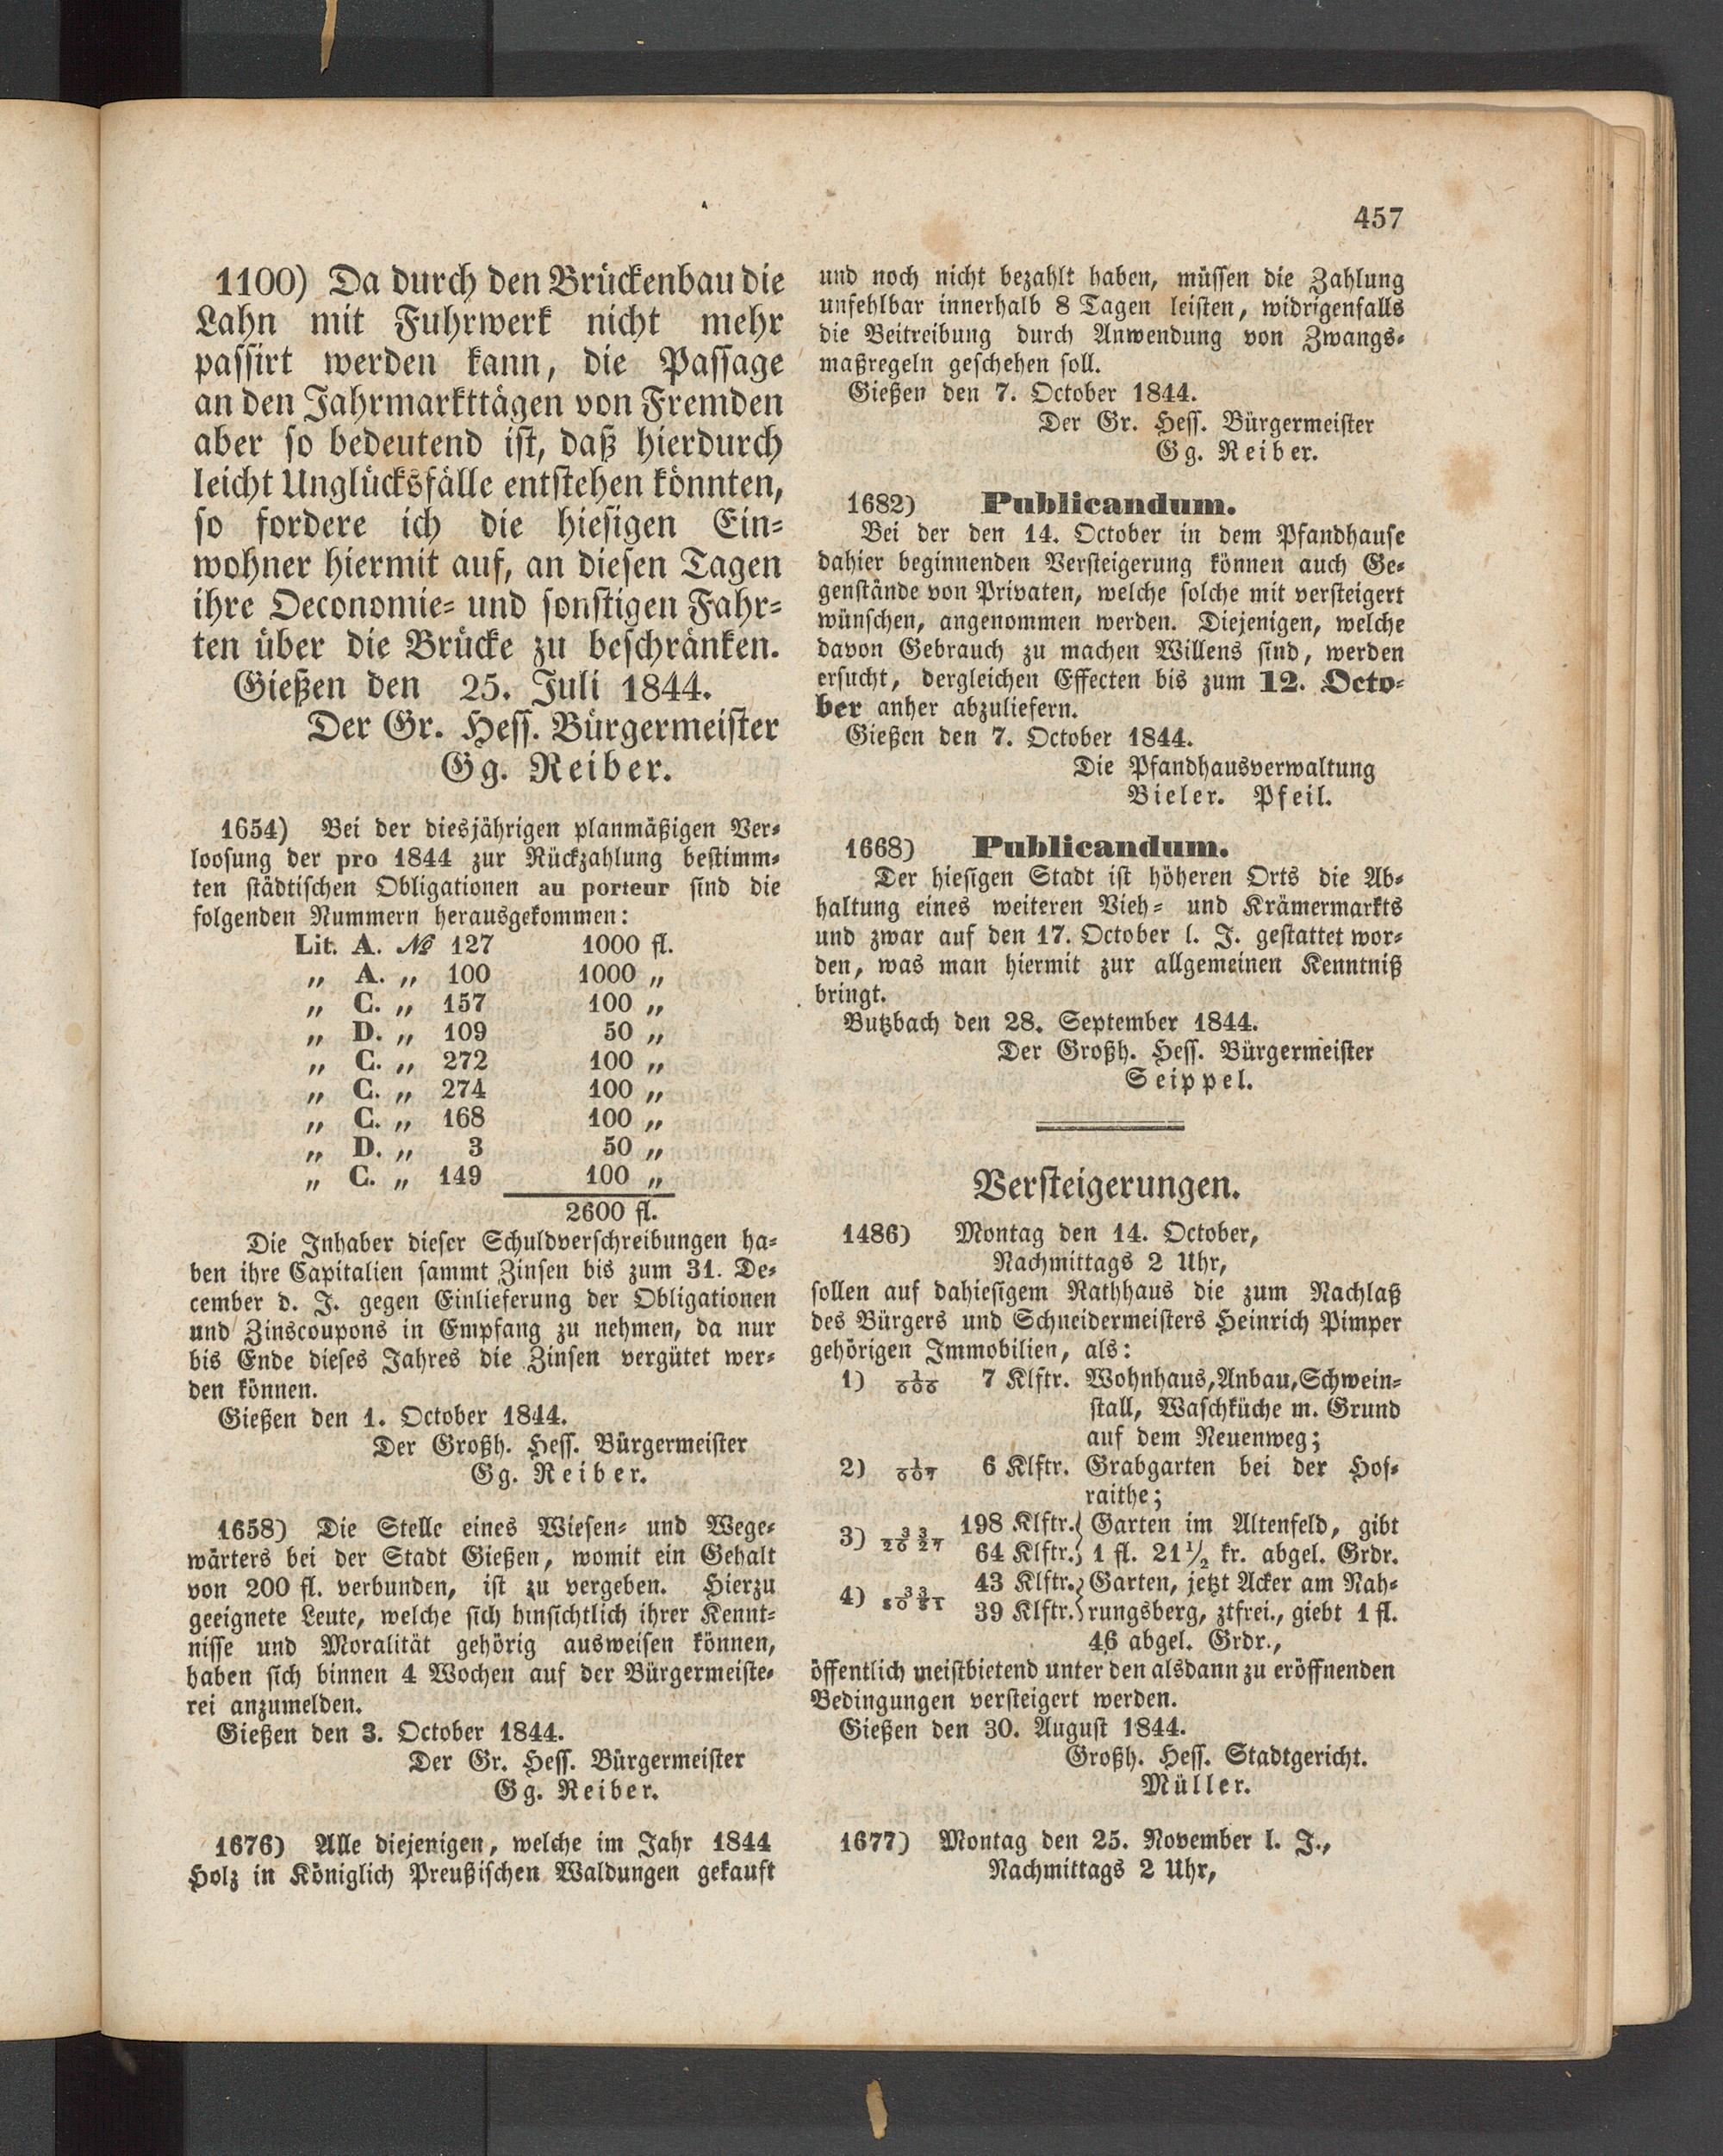 457
1100) Da durch den Brückenbau die
Lahn mit Fuhrwerk nicht mehr
passirt werden kann, die Passage
an den Jahrmarkttägen von Fremden
aber so bedeutend ist, daß hierdurch
leicht Unglücksfälle entstehen könnten,
so fordere ich die hiesigen Ein-
wohner hiermit auf, an diesen Tagen
ihre Oeconomie- und sonstigen Fahr-
ten über die Brücke zu beschränken.
Gießen den 25. Juli 1844.
Der Gr. Hess. Bürgermeister
Gg. Reiber.
1654) Bei der diesjährigen planmäßigen Ver-
loosung der pro 1844 zur Rückzahlung bestimm-
ten städtischen Obligationen au porteur sind die
folgenden Nummern herausgekommen:
Lit. A. № 127 1000 fl.
„ A. „ 100 1000 „
„ C. „ 157 100 „
„ D. „ 109 50 „
„ C. „ 272 100 „
„ C. „ 274 100 „
„ C. „ 168 100 „
„ D. „ 3 50 „
„ C. „ 149 100 „
2600 fl.
Die Inhaber dieser Schuldverschreibungen ha-
ben ihre Capitalien sammt Zinsen bis zum 31. De-
cember d. J. gegen Einlieferung der Obligationen
und Zinscoupons in Empfang zu nehmen, da nur
bis Ende dieses Jahres die Zinsen vergütet wer-
den können.
Gießen den 1. October 1844.
Der Großh. Hess. Bürgermeister
Gg. Reiber.
1658) Die Stelle eines Wiesen- und Wege-
wärters bei der Stadt Gießen, womit ein Gehalt
von 200 fl. verbunden, ist zu vergeben. Hierzu
geeignete Leute, welche sich hinsichtlich ihrer Kennt-
nisse und Moralität gehörig ausweisen können,
haben sich binnen 4 Wochen auf der Bürgermeiste-
rei anzumelden.
Gießen den 3. October 1844.
Der Gr. Hess. Bürgermeister
Gg. Reiber.
1676) Alle diejenigen, welche im Jahr 1844
Holz in Königlich Preußischen Waldungen gekauft
und noch nicht bezahlt haben, müssen die Zahlung
unfehlbar innerhalb 8 Tagen leisten, widrigenfalls
die Beitreibung durch Anwendung von Zwangs-
maßregeln geschehen soll.
Gießen den 7. October 1844.
Der Gr. Hess. Bürgermeister
Gg. Reiber.
1682) Publicandum.
Bei der den 14. October in dem Pfandhause
dahier beginnenden Versteigerung können auch Ge-
genstände von Privaten, welche solche mit versteigert
wünschen, angenommen werden. Diejenigen, welche
davon Gebrauch zu machen Willens sind, werden
ersucht, dergleichen Effecten bis zum 12. Octo-
ber anher abzuliefern.
Gießen den 7. October 1844.
Die Pfandhausverwaltung
Bieler. Pfeil.
1668) Publicandum.
Der hiesigen Stadt ist höheren Orts die Ab-
haltung eines weiteren Vieh- und Krämermarkts
und zwar auf den 17. October l. J. gestattet wor-
den, was man hiermit zur allgemeinen Kenntniß
bringt.
Butzbach den 28. September 1844.
Der Großh. Hess. Bürgermeister
Seippel.
Versteigerungen.
1486) Montag den 14. October,
Nachmittags 2 Uhr,
sollen auf dahiesigem Rathhaus die zum Nachlaß
des Bürgers und Schneidermeisters Heinrich Pimper
gehörigen Immobilien, als:
1) 7 Klftr. Wohnhaus, Anbau, Schwein-
stall, Waschküche m. Grund
auf dem Neuenweg;
2) 6 Klftr. Grabgarten bei der Hof-
raithe;
3) 198 Klftr. Garten im Altenfeld, gibt
64 Klftr. 1 fl. 21½ kr. abgel. Grdr.
4) 43 Klftr. Garten, jetzt Acker am Nah-
39 Klftr. rungsberg, ztfrei., giebt 1 fl.
46 abgel. Grdr.,
öffentlich meistbietend unter den alsdann zu eröffnenden
Bedingungen versteigert werden.
Gießen den 30. August 1844.
Großh. Hess. Stadtgericht.
Müller.
1677) Montag den 25. November l. J.,
Nachmittags 2 Uhr,